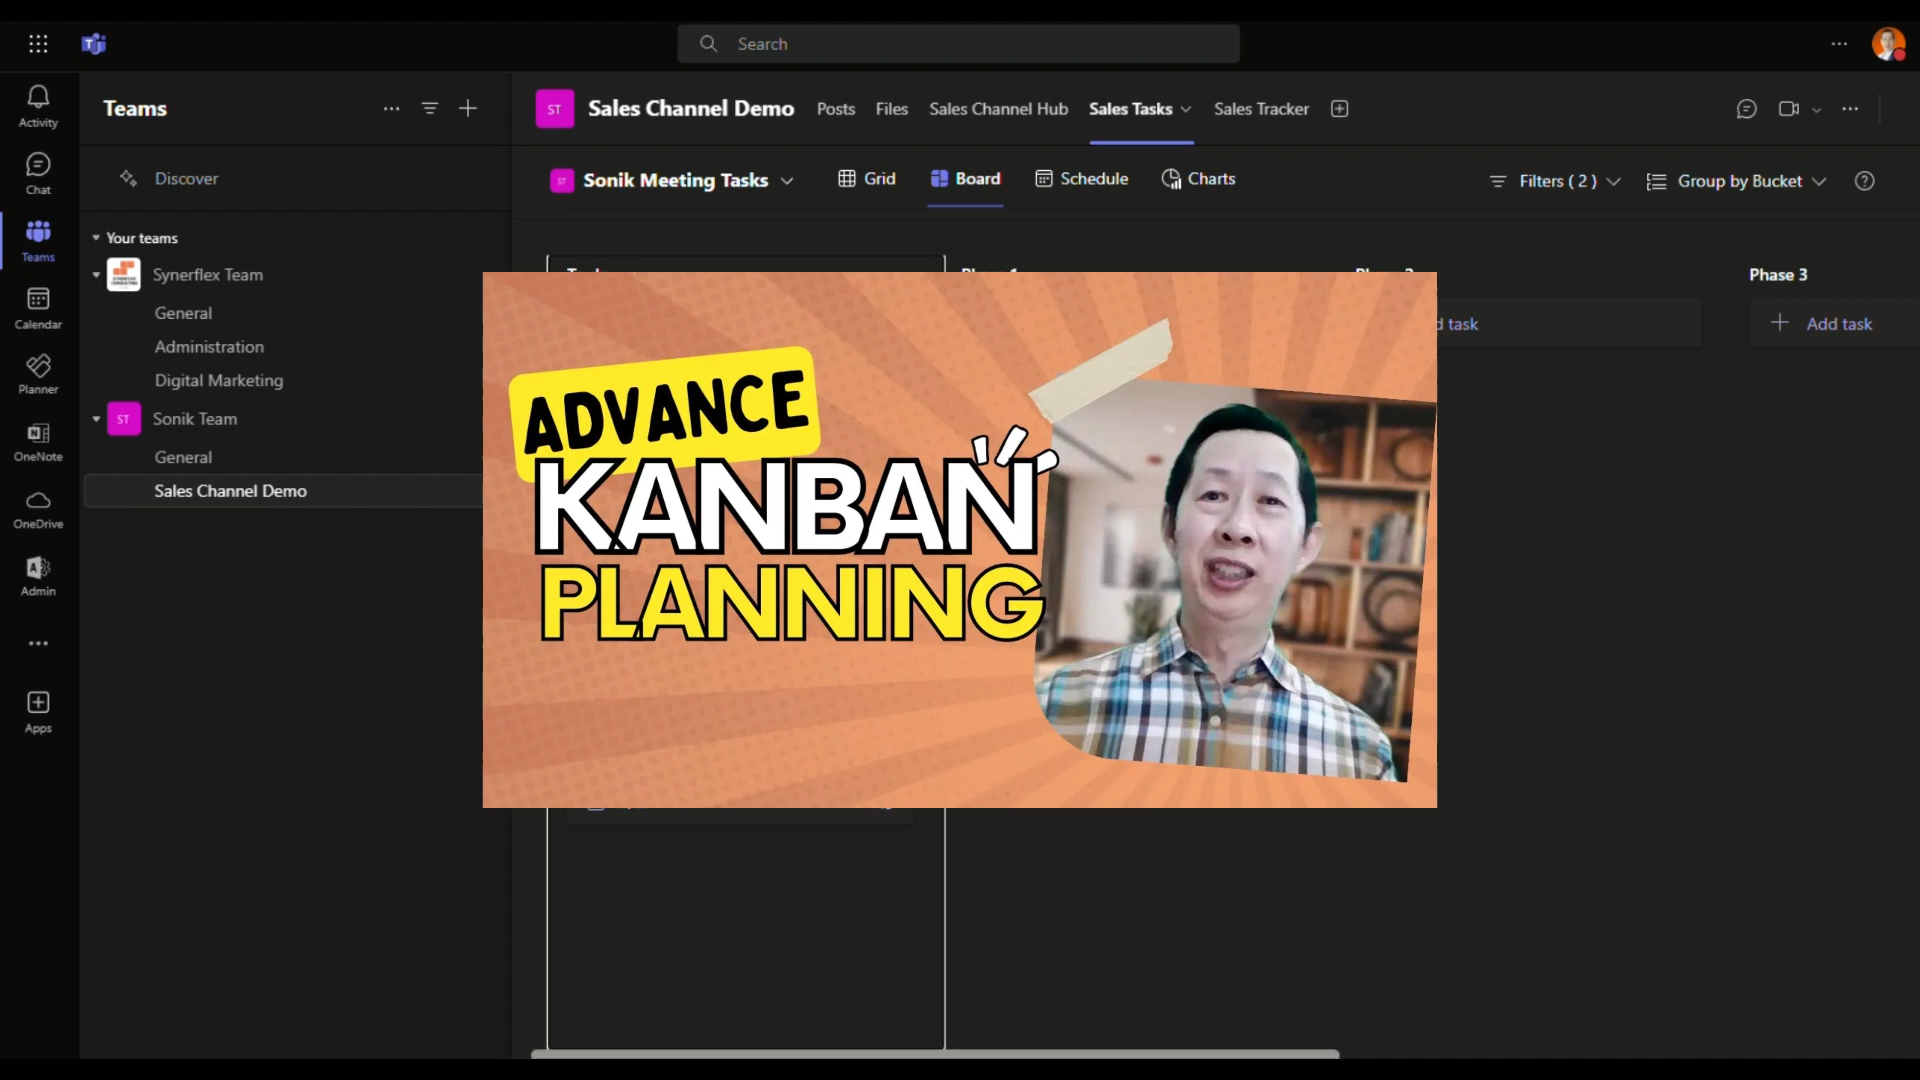 Search
Activity
Chat
Teams
Calendar
Planner
OneNote
OneDrive
Admin
Apps
Teams
Discover
Your teams
Synerflex Team
General
Administration
Digital Marketing
ST
Sonik Team
General
Sales Channel Demo
ST
Sales Channel Demo
Posts
Files
Sales Channel Hub
Sales Tasks
Sales Tracker
ST
Sonik Meeting Tasks
Grid
Board
Schedule
Charts
Filters ( 2 )
Group by Bucket
Phase 3
task
Add task
ADVANCE
KANBAN
PLANNING